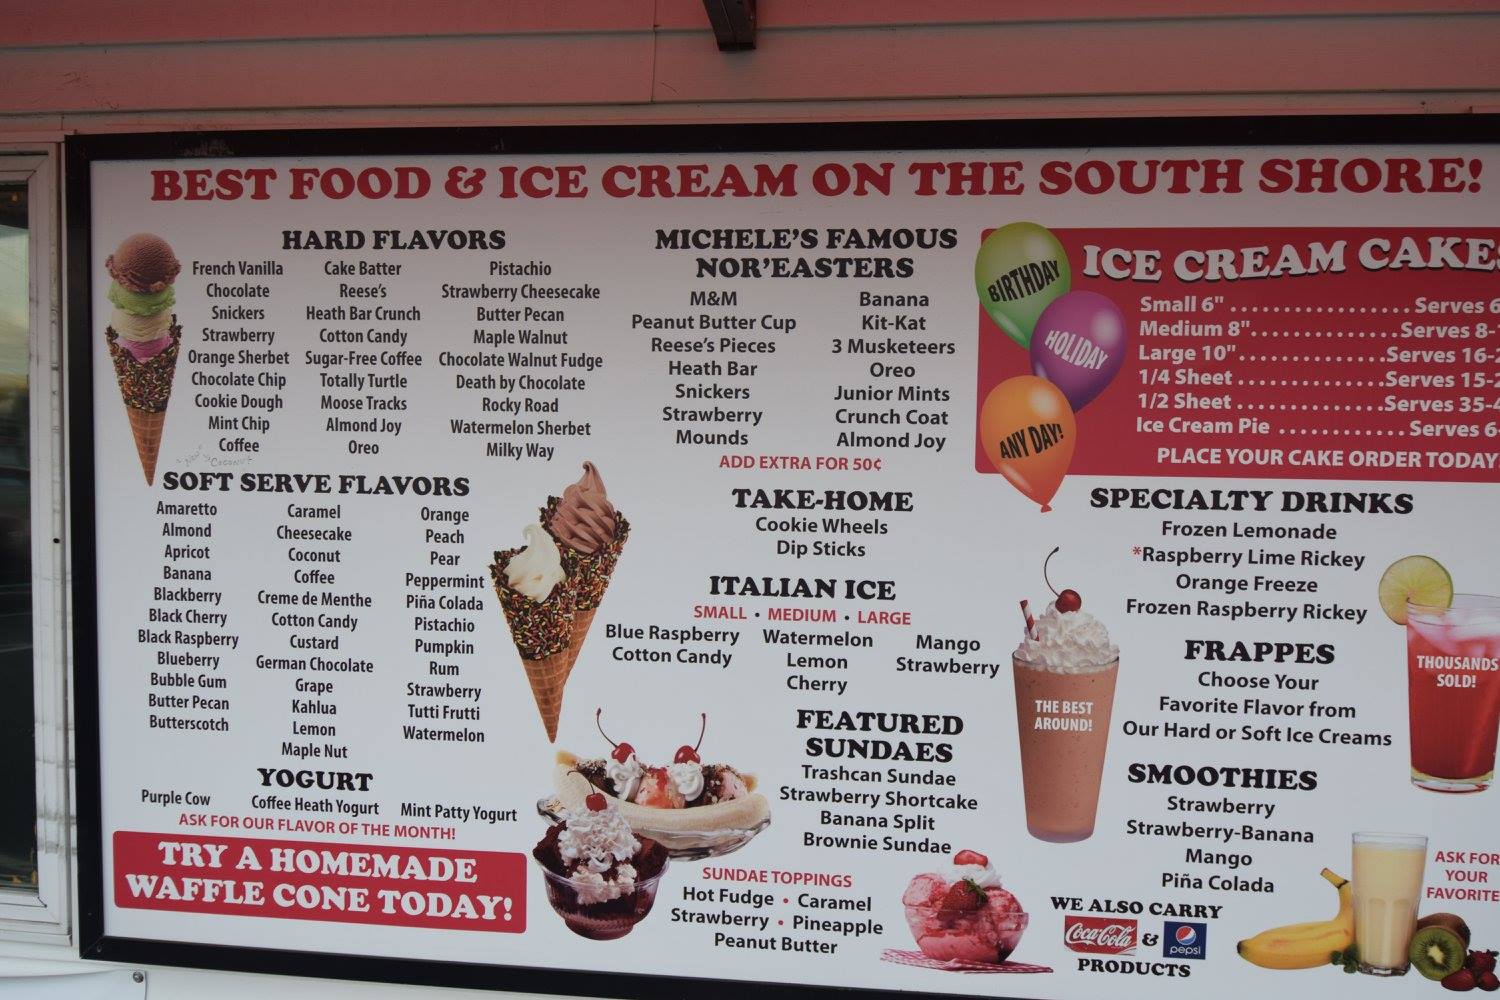 BEST FOOD & ICE CREAM ON THE SOUTH SHORE!
HARD FLAVORS
French Vanilla
Chocolate
Snickers
Strawberry
Orange Sherbet
Chocolate Chip
Cookie Dough
Mint Chip
Coffee
"New" Coconut
Cake Batter
Reese's
Heath Bar Crunch
Cotton Candy
Sugar-Free Coffee
Totally Turtle
Moose Tracks
Almond Joy
Oreo
Pistachio
Strawberry Cheesecake
Butter Pecan
Maple Walnut
Chocolate Walnut Fudge
Death by Chocolate
Rocky Road
Watermelon Sherbet
Milky Way
SOFT SERVE FLAVORS
Amaretto
Almond
Apricot
Banana
Blackberry
Black Cherry
Black Raspberry
Blueberry
Bubble Gum
Butter Pecan
Butterscotch
Caramel
Cheesecake
Coconut
Coffee
Creme de Menthe
Cotton Candy
Custard
German Chocolate
Grape
Kahlua
Lemon
Maple Nut
Orange
Peach
Pear
Peppermint
Piña Colada
Pistachio
Pumpkin
Rum
Strawberry
Tutti Frutti
Watermelon
YOGURT
Purple Cow Coffee Heath Yogurt Mint Patty Yogurt
ASK FOR OUR FLAVOR OF THE MONTH!
TRY A HOMEMADE
WAFFLE CONE TODAY!
MICHELE'S FAMOUS
NOR'EASTERS
M&M
Peanut Butter Cup
Reese's Pieces
Heath Bar
Snickers
Strawberry
Mounds
Banana
Kit-Kat
3 Musketeers
Oreo
Junior Mints
Crunch Coat
Almond Joy
ADD EXTRA FOR 50¢
TAKE-HOME
Cookie Wheels
Dip Sticks
ITALIAN ICE
SMALL • MEDIUM • LARGE
Blue Raspberry
Cotton Candy
Watermelon
Lemon
Cherry
Mango
Strawberry
FEATURED
SUNDAES
Trashcan Sundae
Strawberry Shortcake
Banana Split
Brownie Sundae
SUNDAE TOPPINGS
Hot Fudge • Caramel
Strawberry • Pineapple
Peanut Butter
BIRTHDAY
HOLIDAY
ANY DAY!
ICE CREAM CAKES
Small 6" ................ Serves 6
Medium 8" ............. Serves 8-
Large 10" .............. Serves 16-2
1/4 Sheet .............. Serves 15-2
1/2 Sheet .............. Serves 35-4
Ice Cream Pie ............ Serves 6-
PLACE YOUR CAKE ORDER TODAY
SPECIALTY DRINKS
Frozen Lemonade
*Raspberry Lime Rickey
Orange Freeze
Frozen Raspberry Rickey
THE BEST
AROUND!
FRAPPES
Choose Your
Favorite Flavor from
Our Hard or Soft Ice Creams
THOUSANDS
SOLD!
SMOOTHIES
Strawberry
Strawberry-Banana
Mango
Piña Colada
ASK FOR
YOUR
FAVORITE
WE ALSO CARRY
Coca-Cola & pepsi
PRODUCTS